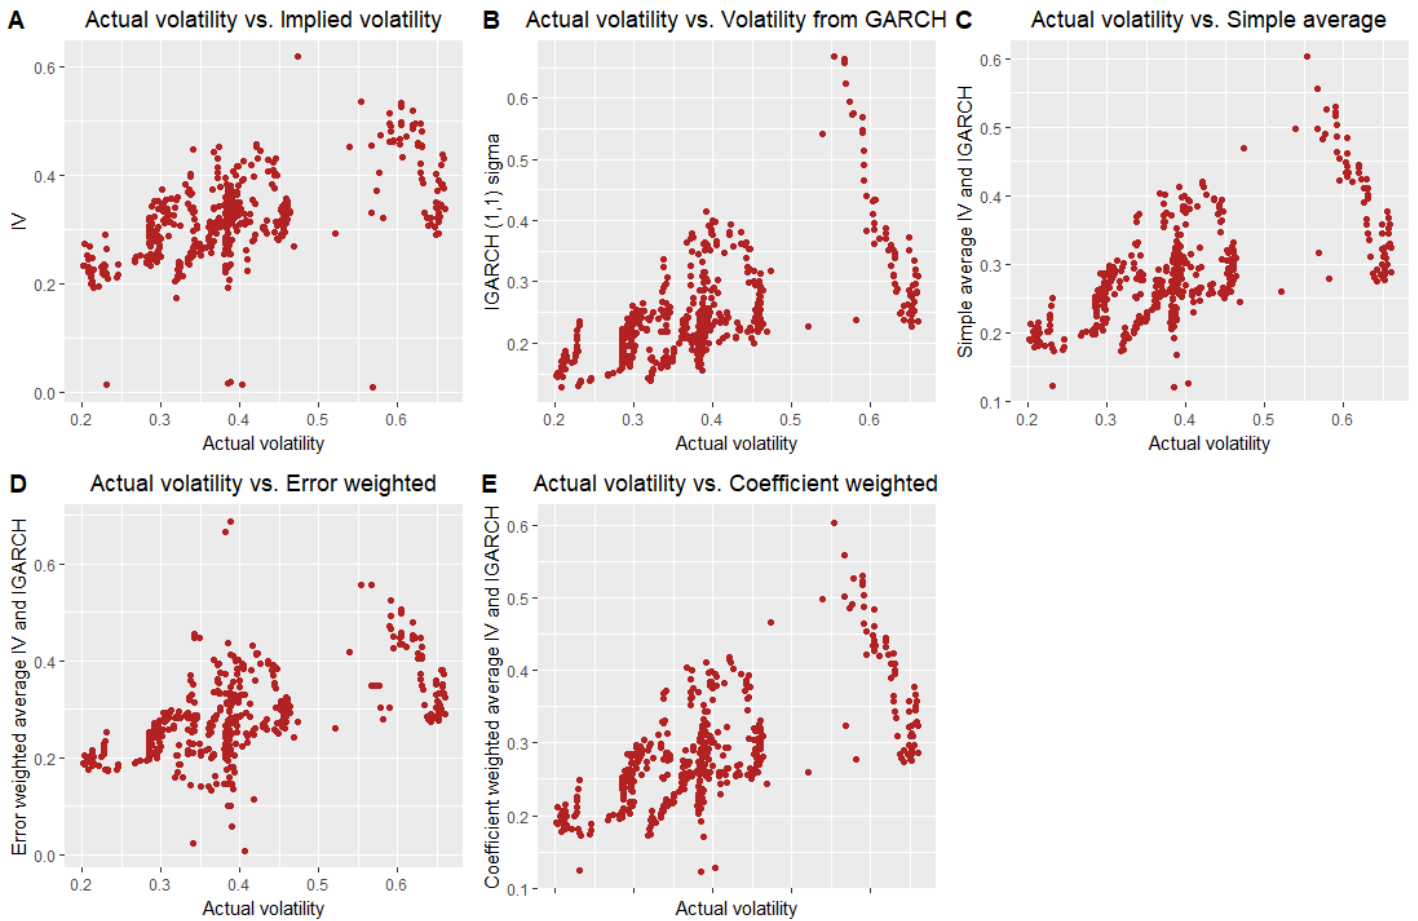 A
Actual volatility vs. Implied volatility
IV
0.6
0.4
0.2
0.0
0.2 0.3 0.4 0.5 0.6
Actual volatility
B
Actual volatility vs. Volatility from GARCH
IGARCH (1,1) sigma
0.6
0.5
0.4
0.3
0.2
0.2 0.3 0.4 0.5 0.6
Actual volatility
C
Actual volatility vs. Simple average
Simple average IV and IGARCH
0.6
0.5
0.4
0.3
0.2
0.1
0.2 0.3 0.4 0.5 0.6
Actual volatility
D
Actual volatility vs. Error weighted
Error weighted average IV and IGARCH
0.6
0.4
0.2
0.0
0.2 0.3 0.4 0.5 0.6
Actual volatility
E
Actual volatility vs. Coefficient weighted
Coefficient weighted average IV and IGARCH
0.6
0.5
0.4
0.3
0.2
0.1
Actual volatility